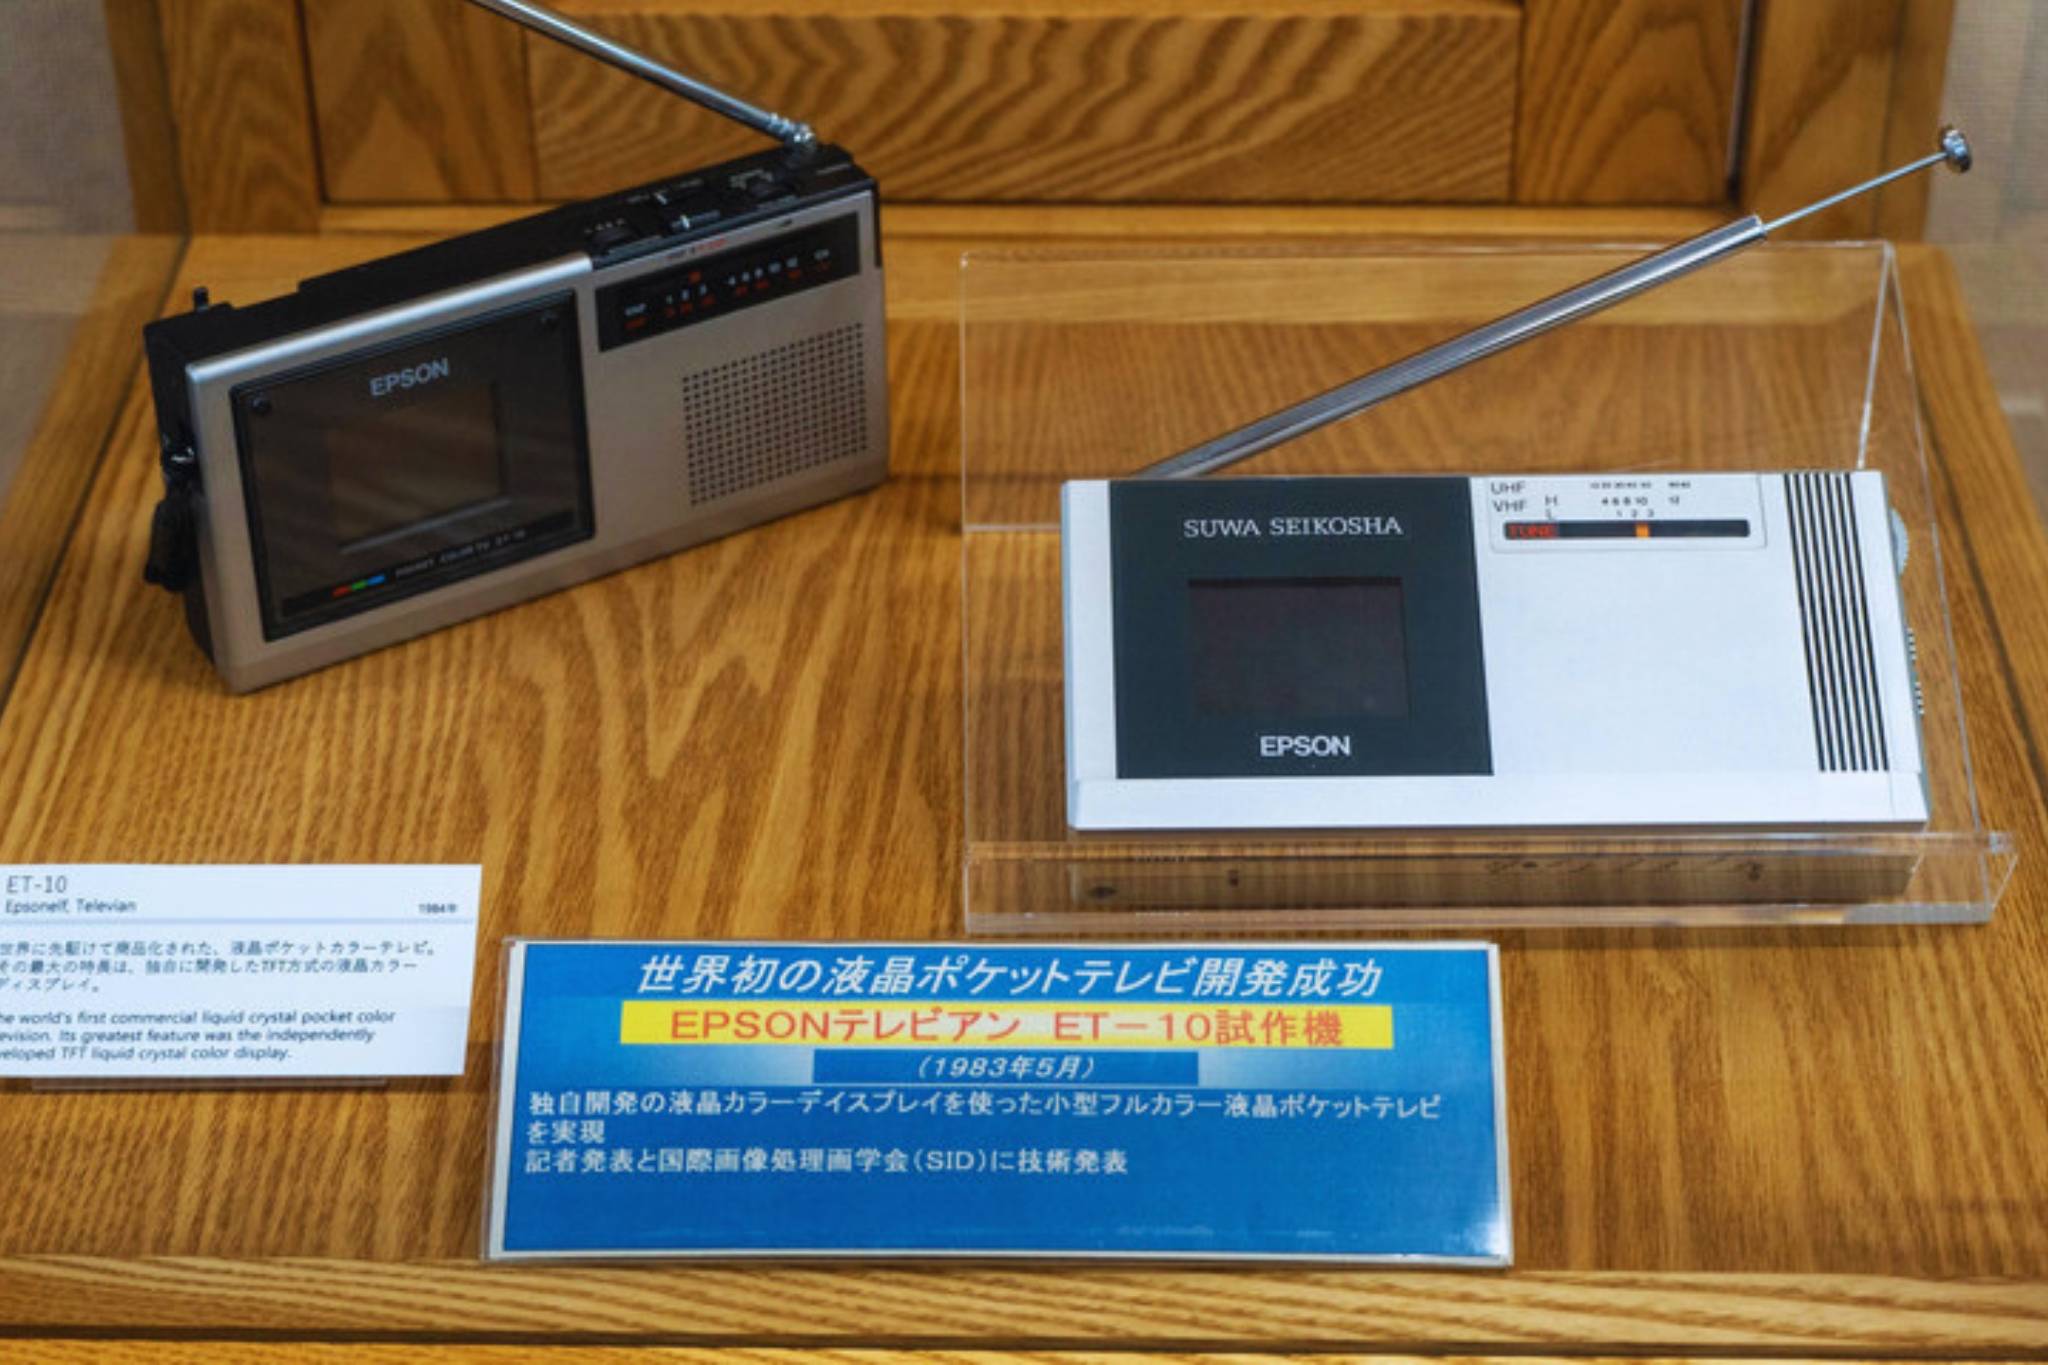 EPSON
SUWA SEIKOSHA
UHF
VHF H
L
1 2 3
TUNE
EPSON
ET-10
Epsonelf, Televian
1984年
世界に先駆けて商品化された、液晶ポケットカラーテレビ。
その最大の特長は、独自に開発したTFT方式の液晶カラー
ディスプレイ。
he world's first commercial liquid crystal pocket color
evision. Its greatest feature was the independently
veloped TFT liquid crystal color display.
世界初の液晶ポケットテレビ開発成功
EPSONテレビアン ET－10試作機
（1983年5月）
独自開発の液晶カラーディスプレイを使った小型フルカラー液晶ポケットテレビ
を実現
記者発表と国際画像処理画学会（SID）に技術発表